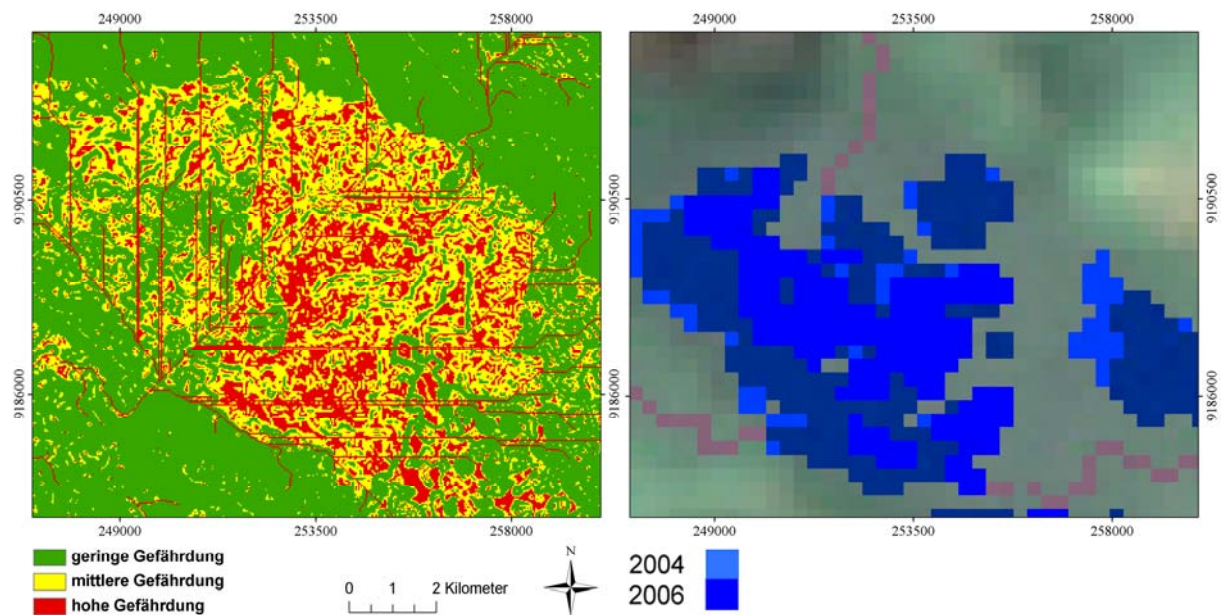 249000 253500 258000 249000 253500 258000
9190500 9190500
9186000 9186000
249000 253500 258000 249000 253500 258000
geringe Gefährdung
mittlere Gefährdung
hohe Gefährdung
0 1 2 Kilometer
N
2004
2006